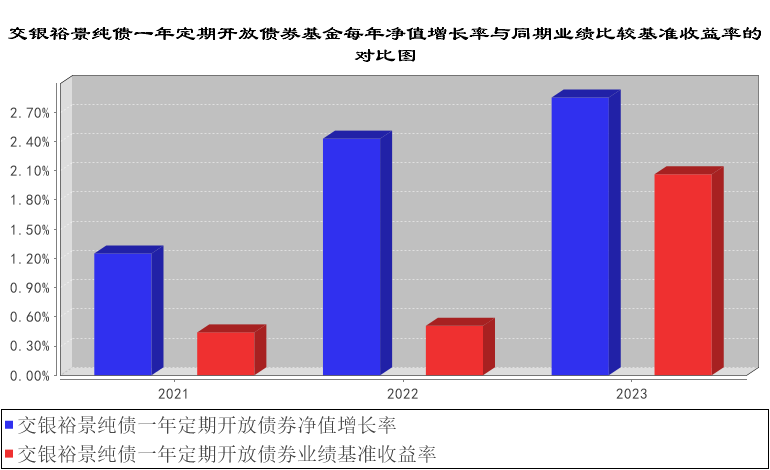 交银裕景纯债一年定期开放债券基金每年净值增长率与同期业绩比较基准收益率的
对比图
2.70%
2.40%
2.10%
1.80%
1.50%
1.20%
0.90%
0.60%
0.30%
0.00%
2021 2022 2023
交银裕景纯债一年定期开放债券净值增长率
交银裕景纯债一年定期开放债券业绩基准收益率